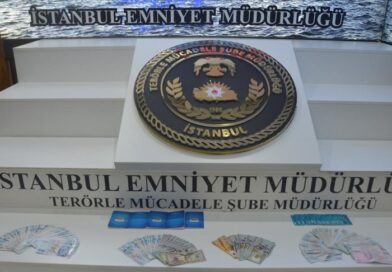 İSTANBUL EMNİYET MÜDÜRLÜĞÜ
TERÖRLE MÜCADELE ŞUBE MÜDÜRLÜĞÜ
İSTANBUL
İSTANBUL EMNİYET MÜDÜRLÜ
TERÖRLE MÜCADELE ŞUBE MÜDÜRLÜĞÜ